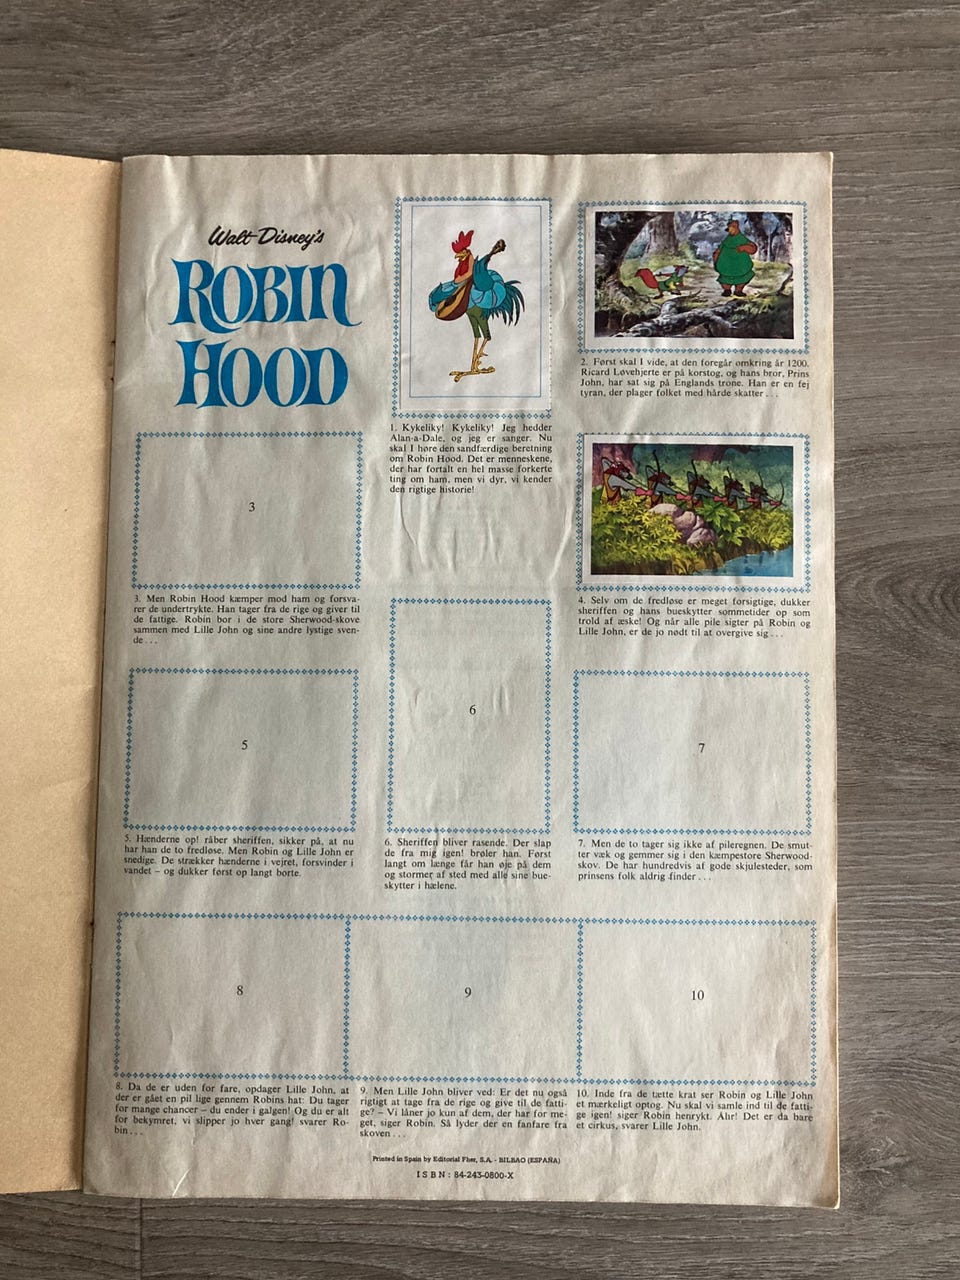 Walt Disney's
ROBIN
HOOD
1. Kykeliky! Kykeliky! Jeg hedder
Alan-a-Dale, og jeg er sanger. Nu
skal I høre den sandfærdige beretning
om Robin Hood. Det er menneskene,
der har fortalt en hel masse forkerte
ting om ham, men vi dyr, vi kender
den rigtige historie!
2. Først skal I vide, at den foregår omkring år 1200.
Ricard Løvehjerte er på korstog, og hans bror, Prins
John, har sat sig på Englands trone. Han er en fej
tyran, der plager folket med hårde skatter...
3
3. Men Robin Hood kæmper mod ham og forsva-
rer de undertrykte. Han tager fra de rige og giver til
de fattige. Robin bor i de store Sherwood-skove
sammen med Lille John og sine andre lystige sven-
de...
4. Selv om de fredløse er meget forsigtige, dukker
sheriffen og hans bueskytter sommetider op som
trold af æske! Og når alle pile sigter på Robin og
Lille John, er de jo nødt til at overgive sig...
5
6
7
5. Hænderne op! råber sheriffen, sikker på, at nu
har han de to fredløse. Men Robin og Lille John er
snedige. De strækker hænderne i vejret, forsvinder i
vandet – og dukker først op langt borte.
6. Sheriffen bliver rasende. Der slap
de fra mig igen! brøler han. Først
langt om længe får han øje på dem
og stormer af sted med alle sine bue-
skytter i hælene.
7. Men de to tager sig ikke af pileregnen. De smut-
ter væk og gemmer sig i den kæmpestore Sherwood-
skov. De har hundredvis af gode skjulesteder, som
prinsens folk aldrig finder...
8
9
10
8. Da de er uden for fare, opdager Lille John, at
der er gået en pil lige gennem Robins hat: Du tager
for mange chancer – du ender i galgen! Og du er alt
for bekymret, vi slipper jo hver gang! svarer Ro-
bin...
9. Men Lille John bliver ved: Er det nu også
rigtigt at tage fra de rige og give til de fatti-
ge? – Vi låner jo kun af dem, der har for me-
get, siger Robin. Så lyder der en fanfare fra
skoven...
10. Inde fra de tætte krat ser Robin og Lille John
et mærkeligt optog. Nu skal vi samle ind til de fatti-
ge igen! siger Robin henrykt. Åhr! Det er da bare
et cirkus, svarer Lille John.
Printed in Spain by Editorial Fher, S.A. - BILBAO (ESPAÑA)
ISBN: 84-243-0800-X